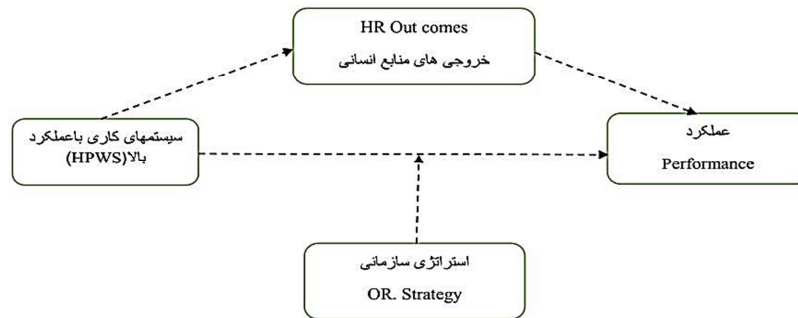 HR Out comes
خروجی های منابع انسانی
سیستمهای کاری باعملکرد
بالا(HPWS)
عملکرد
Performance
استراتژی سازمانی
OR. Strategy